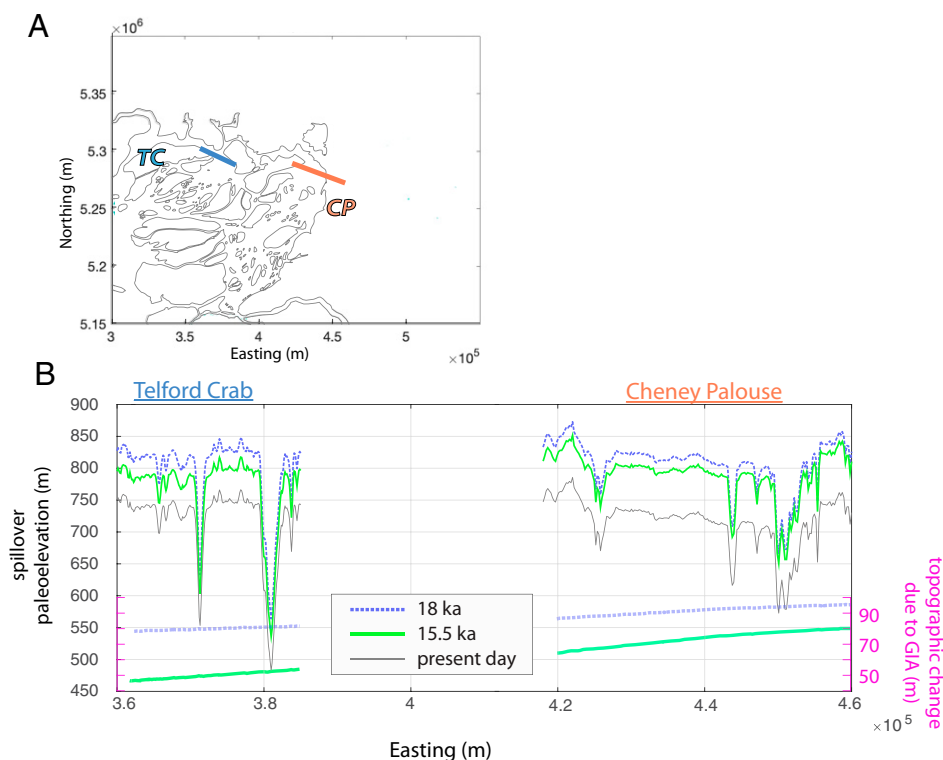 A
×10⁶
5.35
5.3
5.25
5.2
5.15
Northing (m)
TC
CP
3
3.5
4
4.5
5
Easting (m)
×10⁵
B
Telford Crab
Cheney Palouse
900
850
800
750
700
650
600
550
500
450
spillover
paleoelevation (m)
18 ka
15.5 ka
present day
90
70
50
topographic change
due to GIA (m)
3.6
3.8
4
4.2
4.4
4.6
×10⁵
Easting (m)